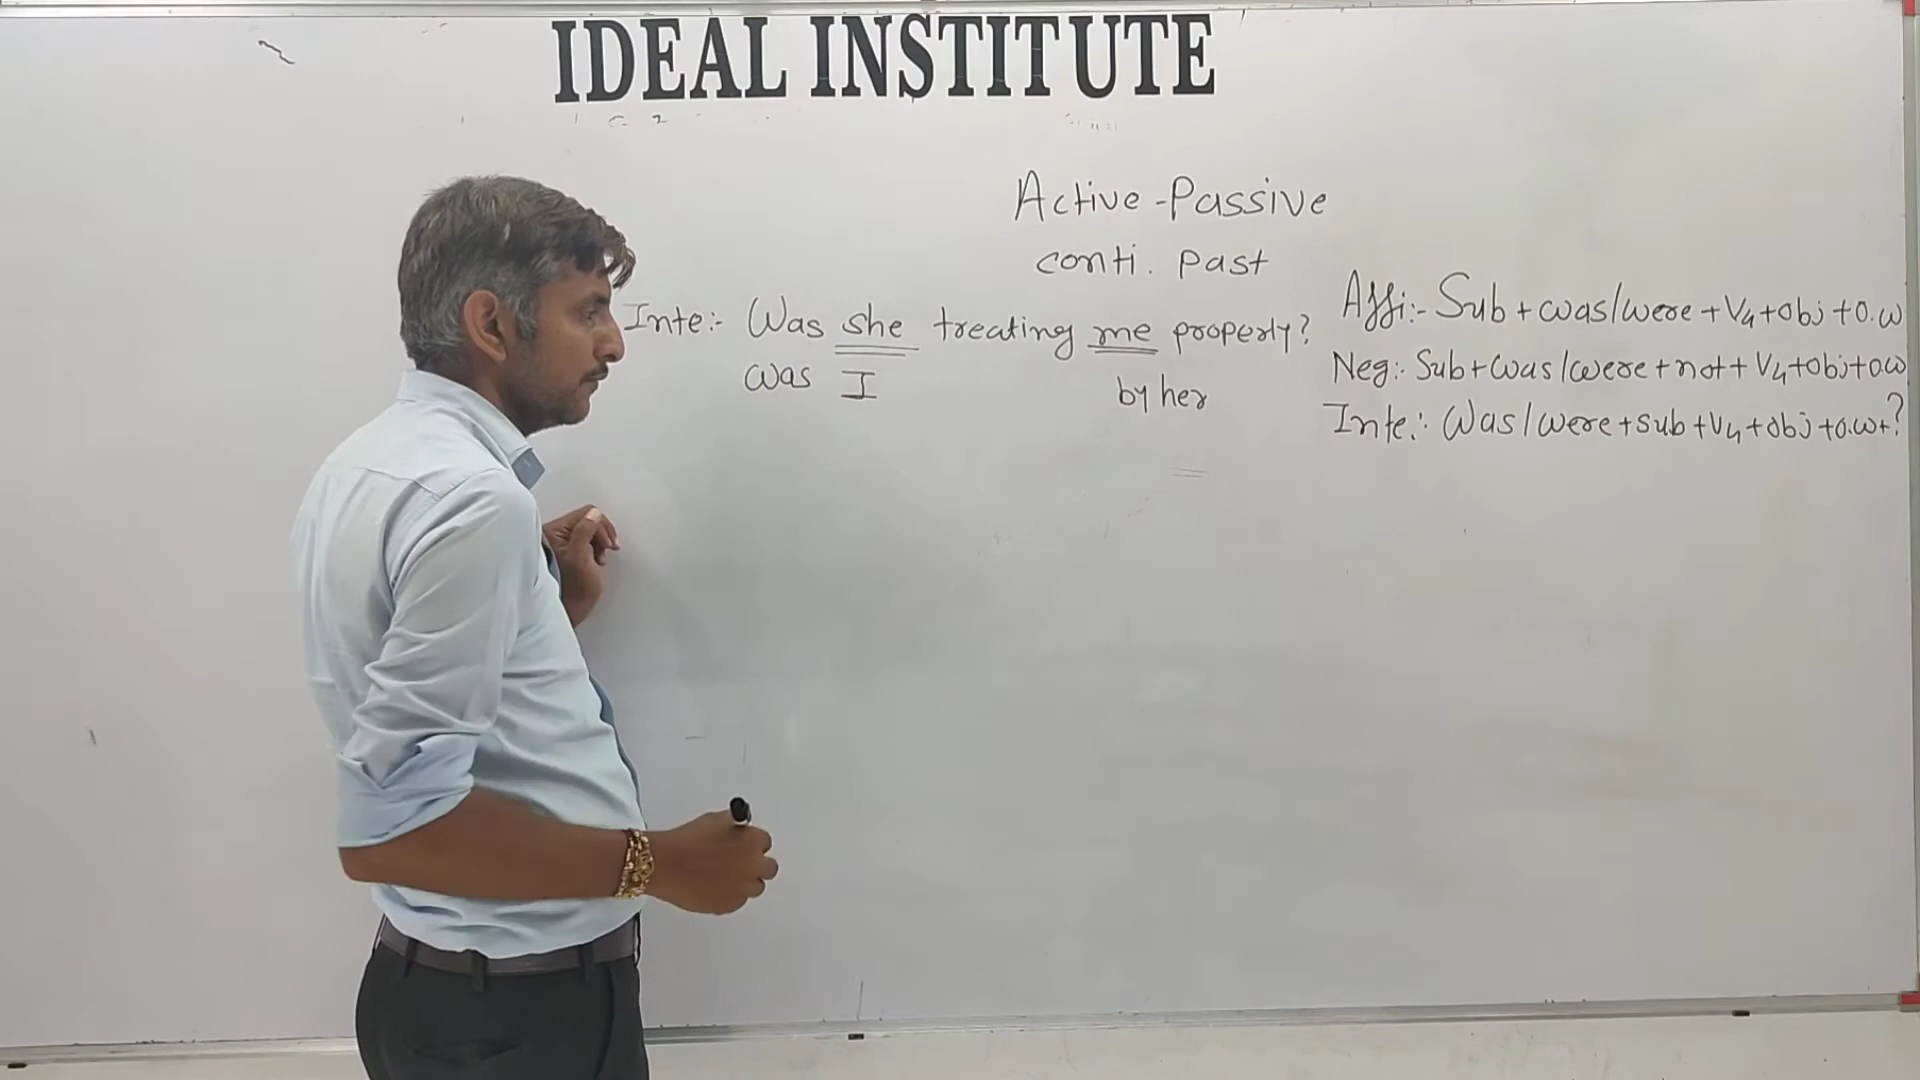 IDEAL INSTITUTE
Active-Passive
conti. Past
Inte:- Was she treating me properly?
was I by her
Affi:- Sub+was/were+V4+obj+o.w
Neg:- Sub+was/were+not+V4+obj+o.w
Inte:- Was/were+sub+V4+obj+o.w+?